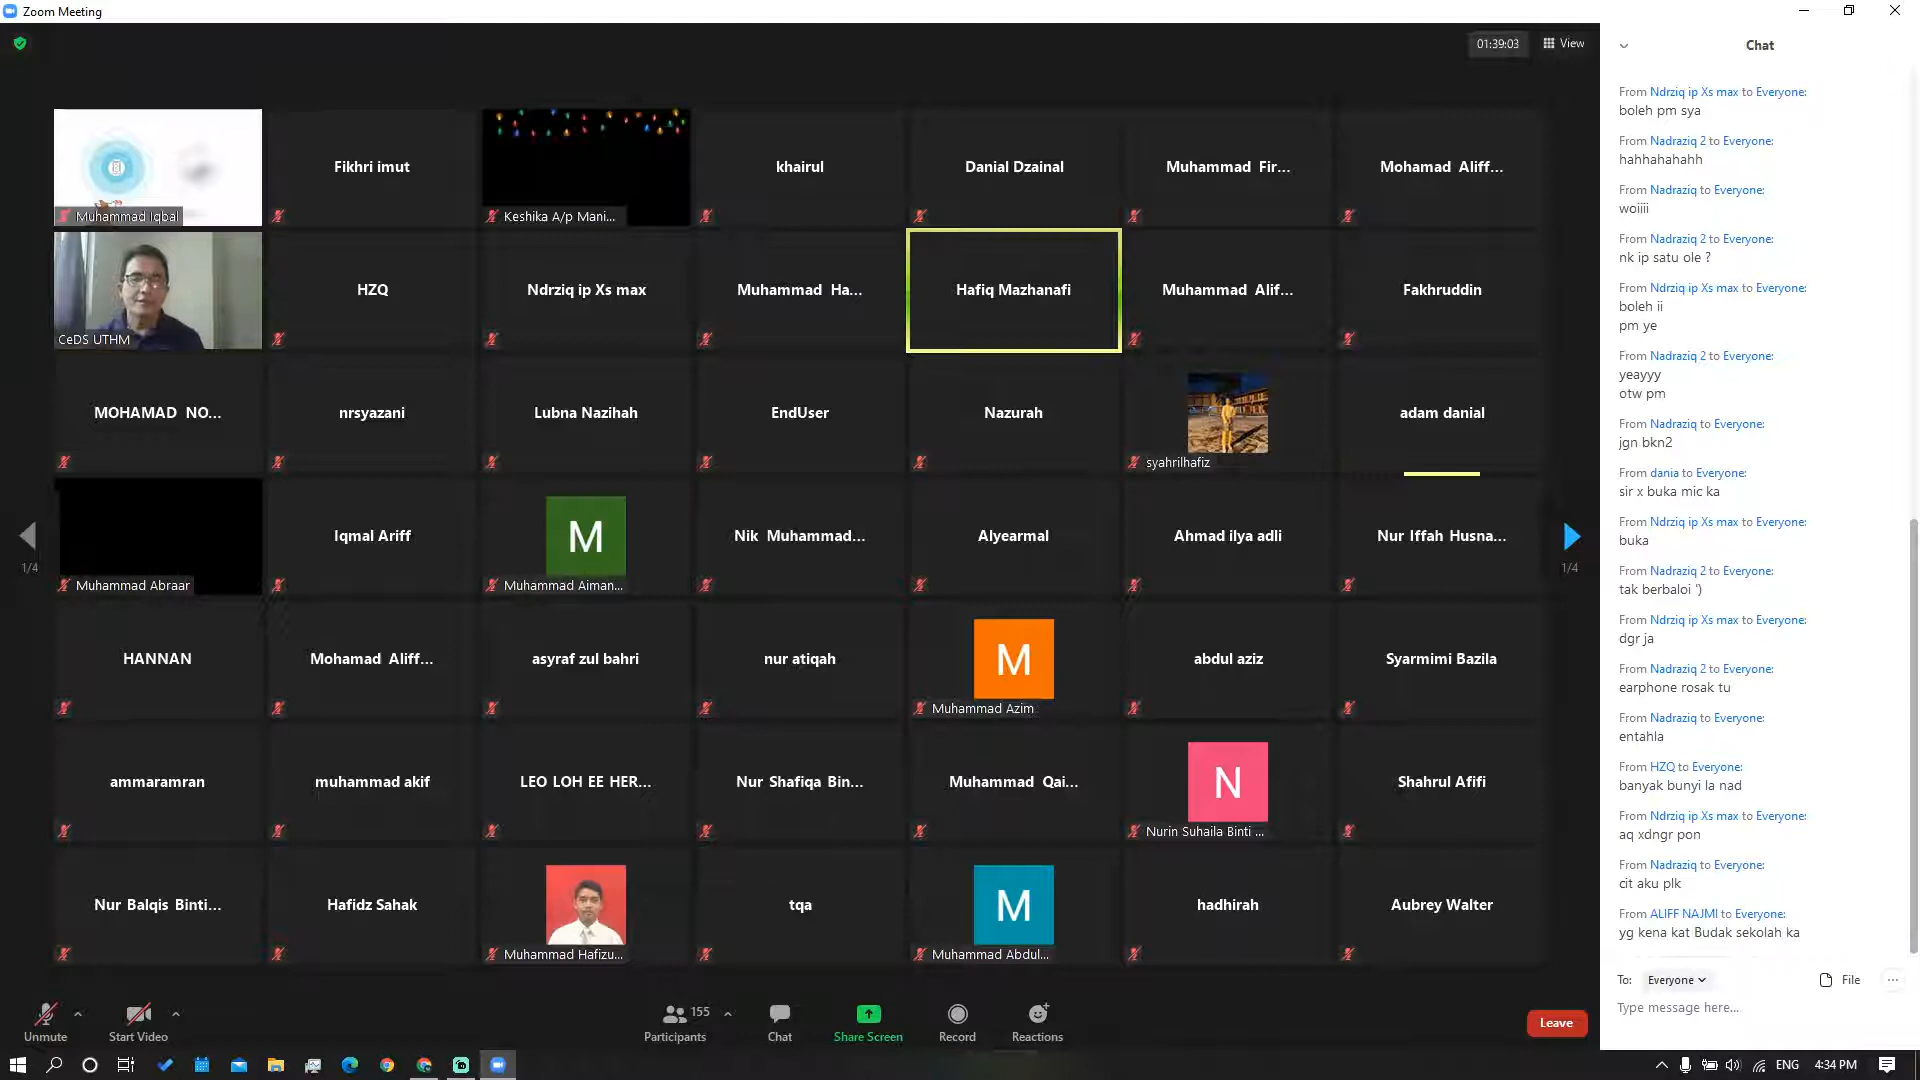 Zoom Meeting
01:39:03
View
Muhammad Iqbal
Fikhri imut
Keshika A/p Mani...
khairul
Danial Dzainal
Muhammad Fir...
Mohamad Aliff...
CeDS UTHM
HZQ
Ndrziq ip Xs max
Muhammad Ha...
Hafiq Mazhanafi
Muhammad Alif...
Fakhruddin
MOHAMAD NO...
nrsyazani
Lubna Nazihah
EndUser
Nazurah
syahrilhafiz
adam danial
1/4
Muhammad Abraar
Iqmal Ariff
M
Muhammad Aiman...
Nik Muhammad...
Alyearmal
Ahmad ilya adli
Nur Iffah Husna...
1/4
HANNAN
Mohamad Aliff...
asyraf zul bahri
nur atiqah
M
Muhammad Azim
abdul aziz
Syarmimi Bazila
ammaramran
muhammad akif
LEO LOH EE HER...
Nur Shafiqa Bin...
Muhammad Qai...
N
Nurin Suhaila Binti ...
Shahrul Afifi
Nur Balqis Binti...
Hafidz Sahak
Muhammad Hafizu...
tqa
M
Muhammad Abdul...
hadhirah
Aubrey Walter
Unmute
Start Video
155
Participants
Chat
Share Screen
Record
Reactions
Leave
Chat
From Ndrziq ip Xs max to Everyone:
boleh pm sya
From Nadraziq 2 to Everyone:
hahhahahahh
From Nadraziq to Everyone:
woiiii
From Nadraziq 2 to Everyone:
nk ip satu ole ?
From Ndrziq ip Xs max to Everyone:
boleh ii
pm ye
From Nadraziq 2 to Everyone:
yeayyy
otw pm
From Nadraziq to Everyone:
jgn bkn2
From dania to Everyone:
sir x buka mic ka
From Ndrziq ip Xs max to Everyone:
buka
From Nadraziq 2 to Everyone:
tak berbaloi ')
From Ndrziq ip Xs max to Everyone:
dgr ja
From Nadraziq 2 to Everyone:
earphone rosak tu
From Nadraziq to Everyone:
entahla
From HZQ to Everyone:
banyak bunyi la nad
From Ndrziq ip Xs max to Everyone:
aq xdngr pon
From Nadraziq to Everyone:
cit aku plk
From ALIFF NAJMI to Everyone:
yg kena kat Budak sekolah ka
To: Everyone
File
...
Type message here...
ENG
4:34 PM